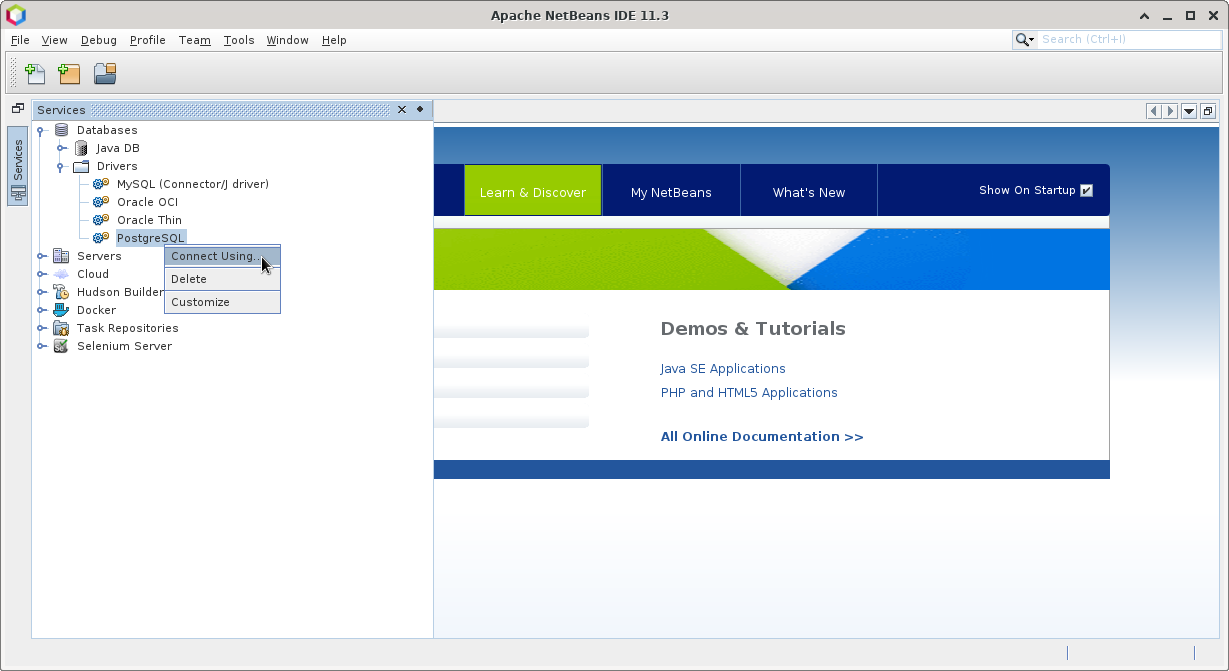 Apache NetBeans IDE 11.3
File View Debug Profile Team Tools Window Help
Search (Ctrl+I)
Services
Services
Databases
Java DB
Drivers
MySQL (Connector/J driver)
Oracle OCI
Oracle Thin
PostgreSQL
Servers
Cloud
Hudson Builder
Docker
Task Repositories
Selenium Server
Connect Using...
Delete
Customize
Learn & Discover
My NetBeans
What's New
Show On Startup
Demos & Tutorials
Java SE Applications
PHP and HTML5 Applications
All Online Documentation >>